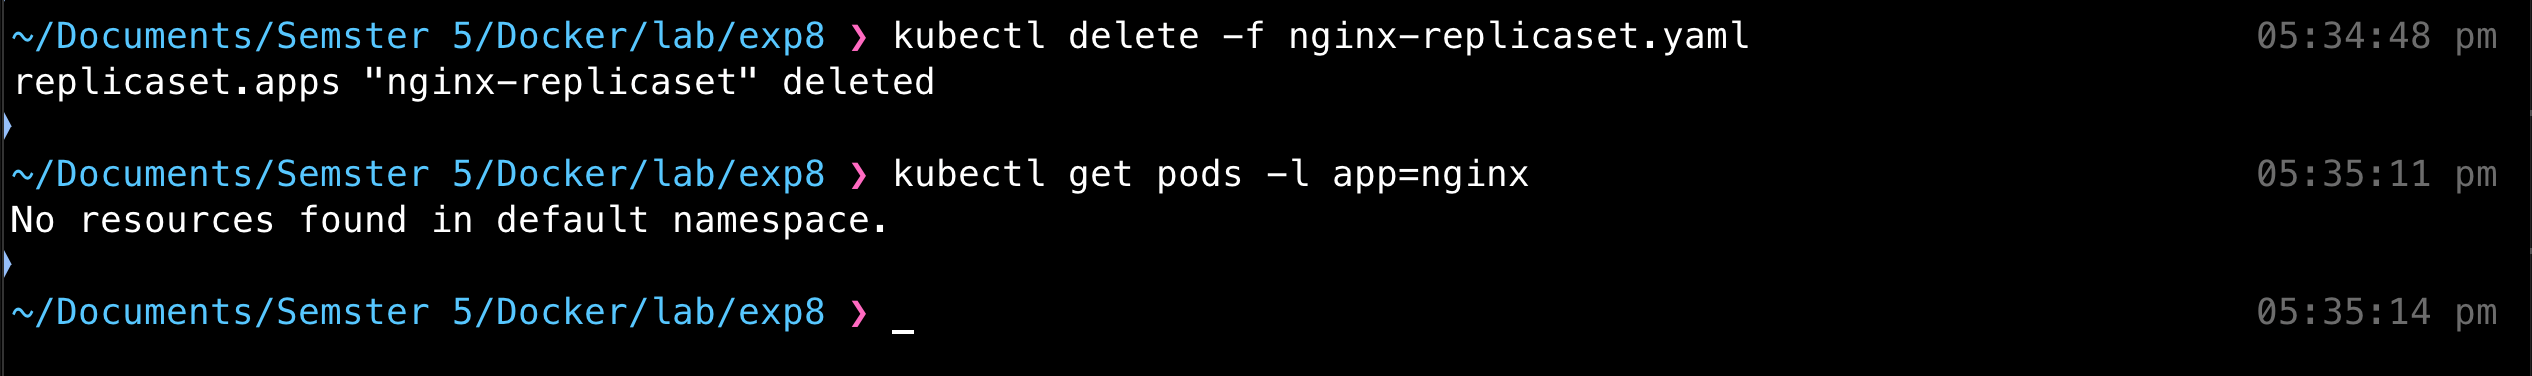 ~/Documents/Semster 5/Docker/lab/exp8 ❯ kubectl delete -f nginx-replicaset.yaml 05:34:48 pm
replicaset.apps "nginx-replicaset" deleted
~/Documents/Semster 5/Docker/lab/exp8 ❯ kubectl get pods -l app=nginx 05:35:11 pm
No resources found in default namespace.
~/Documents/Semster 5/Docker/lab/exp8 ❯ _ 05:35:14 pm